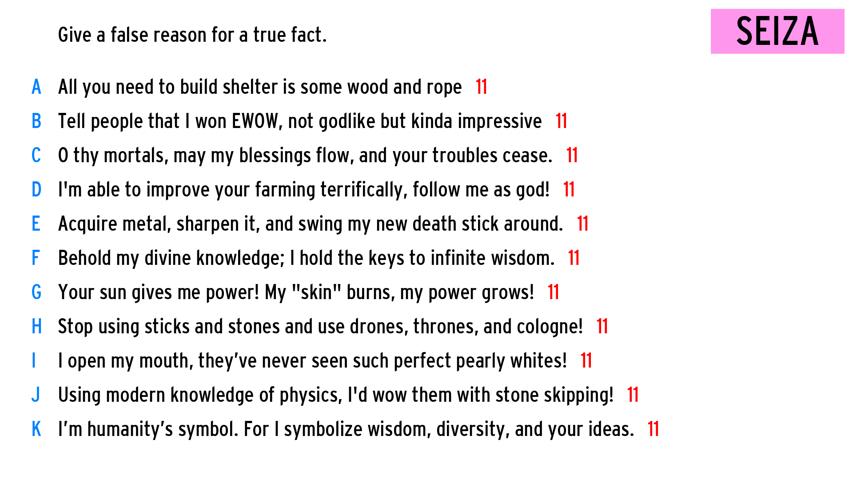 Give a false reason for a true fact.
SEIZA
A All you need to build shelter is some wood and rope 11
B Tell people that I won EWOW, not godlike but kinda impressive 11
C O thy mortals, may my blessings flow, and your troubles cease. 11
D I'm able to improve your farming terrifically, follow me as god! 11
E Acquire metal, sharpen it, and swing my new death stick around. 11
F Behold my divine knowledge; I hold the keys to infinite wisdom. 11
G Your sun gives me power! My "skin" burns, my power grows! 11
H Stop using sticks and stones and use drones, thrones, and cologne! 11
I I open my mouth, they’ve never seen such perfect pearly whites! 11
J Using modern knowledge of physics, I'd wow them with stone skipping! 11
K I’m humanity’s symbol. For I symbolize wisdom, diversity, and your ideas. 11